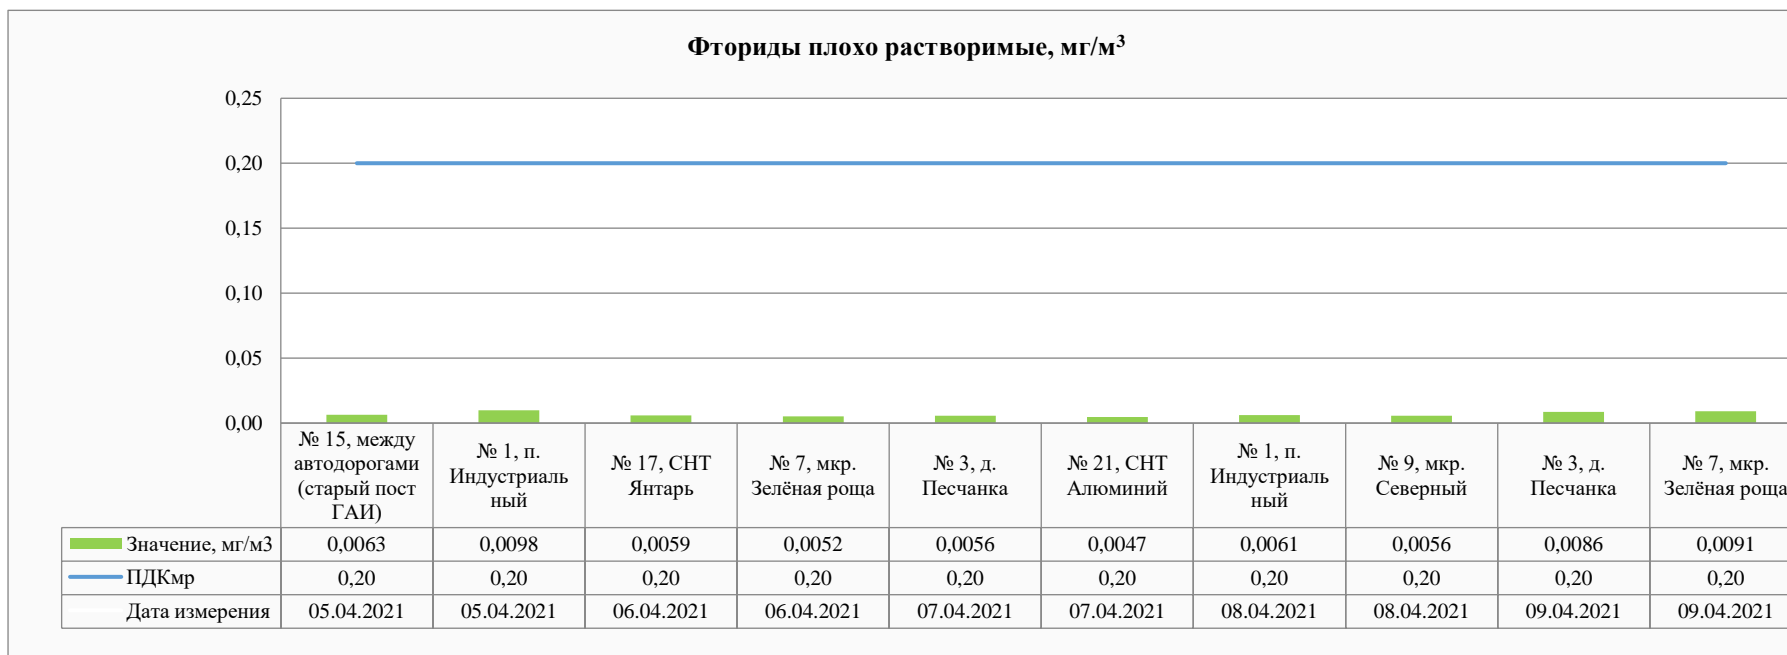 Фториды плохо растворимые, мг/м³
0,25
0,20
0,15
0,10
0,05
0,00
№ 15, между
автодорогами
(старый пост
ГАИ)
№ 1, п.
Индустриаль
ный
№ 17, СНТ
Янтарь
№ 7, мкр.
Зелёная роща
№ 3, д.
Песчанка
№ 21, СНТ
Алюминий
№ 1, п.
Индустриаль
ный
№ 9, мкр.
Северный
№ 3, д.
Песчанка
№ 7, мкр.
Зелёная роща
Значение, мг/м3 0,0063 0,0098 0,0059 0,0052 0,0056 0,0047 0,0061 0,0056 0,0086 0,0091
ПДКмр 0,20 0,20 0,20 0,20 0,20 0,20 0,20 0,20 0,20 0,20
Дата измерения 05.04.2021 05.04.2021 06.04.2021 06.04.2021 07.04.2021 07.04.2021 08.04.2021 08.04.2021 09.04.2021 09.04.2021